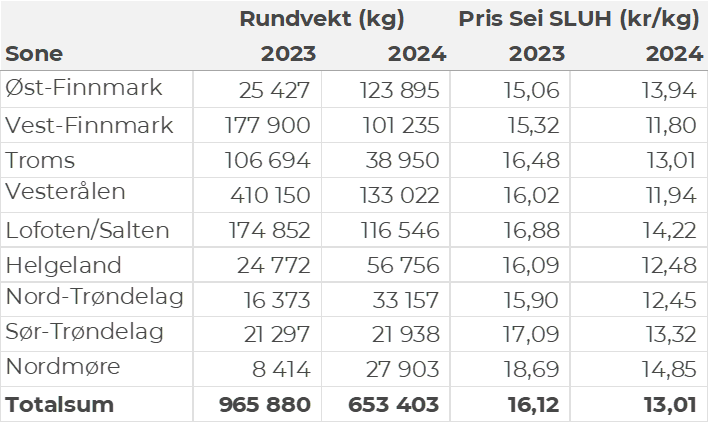 Rundvekt (kg) Pris Sei SLUH (kr/kg)
Sone 2023 2024 2023 2024
Øst-Finnmark 25 427 123 895 15,06 13,94
Vest-Finnmark 177 900 101 235 15,32 11,80
Troms 106 694 38 950 16,48 13,01
Vesterålen 410 150 133 022 16,02 11,94
Lofoten/Salten 174 852 116 546 16,88 14,22
Helgeland 24 772 56 756 16,09 12,48
Nord-Trøndelag 16 373 33 157 15,90 12,45
Sør-Trøndelag 21 297 21 938 17,09 13,32
Nordmøre 8 414 27 903 18,69 14,85
Totalsum 965 880 653 403 16,12 13,01